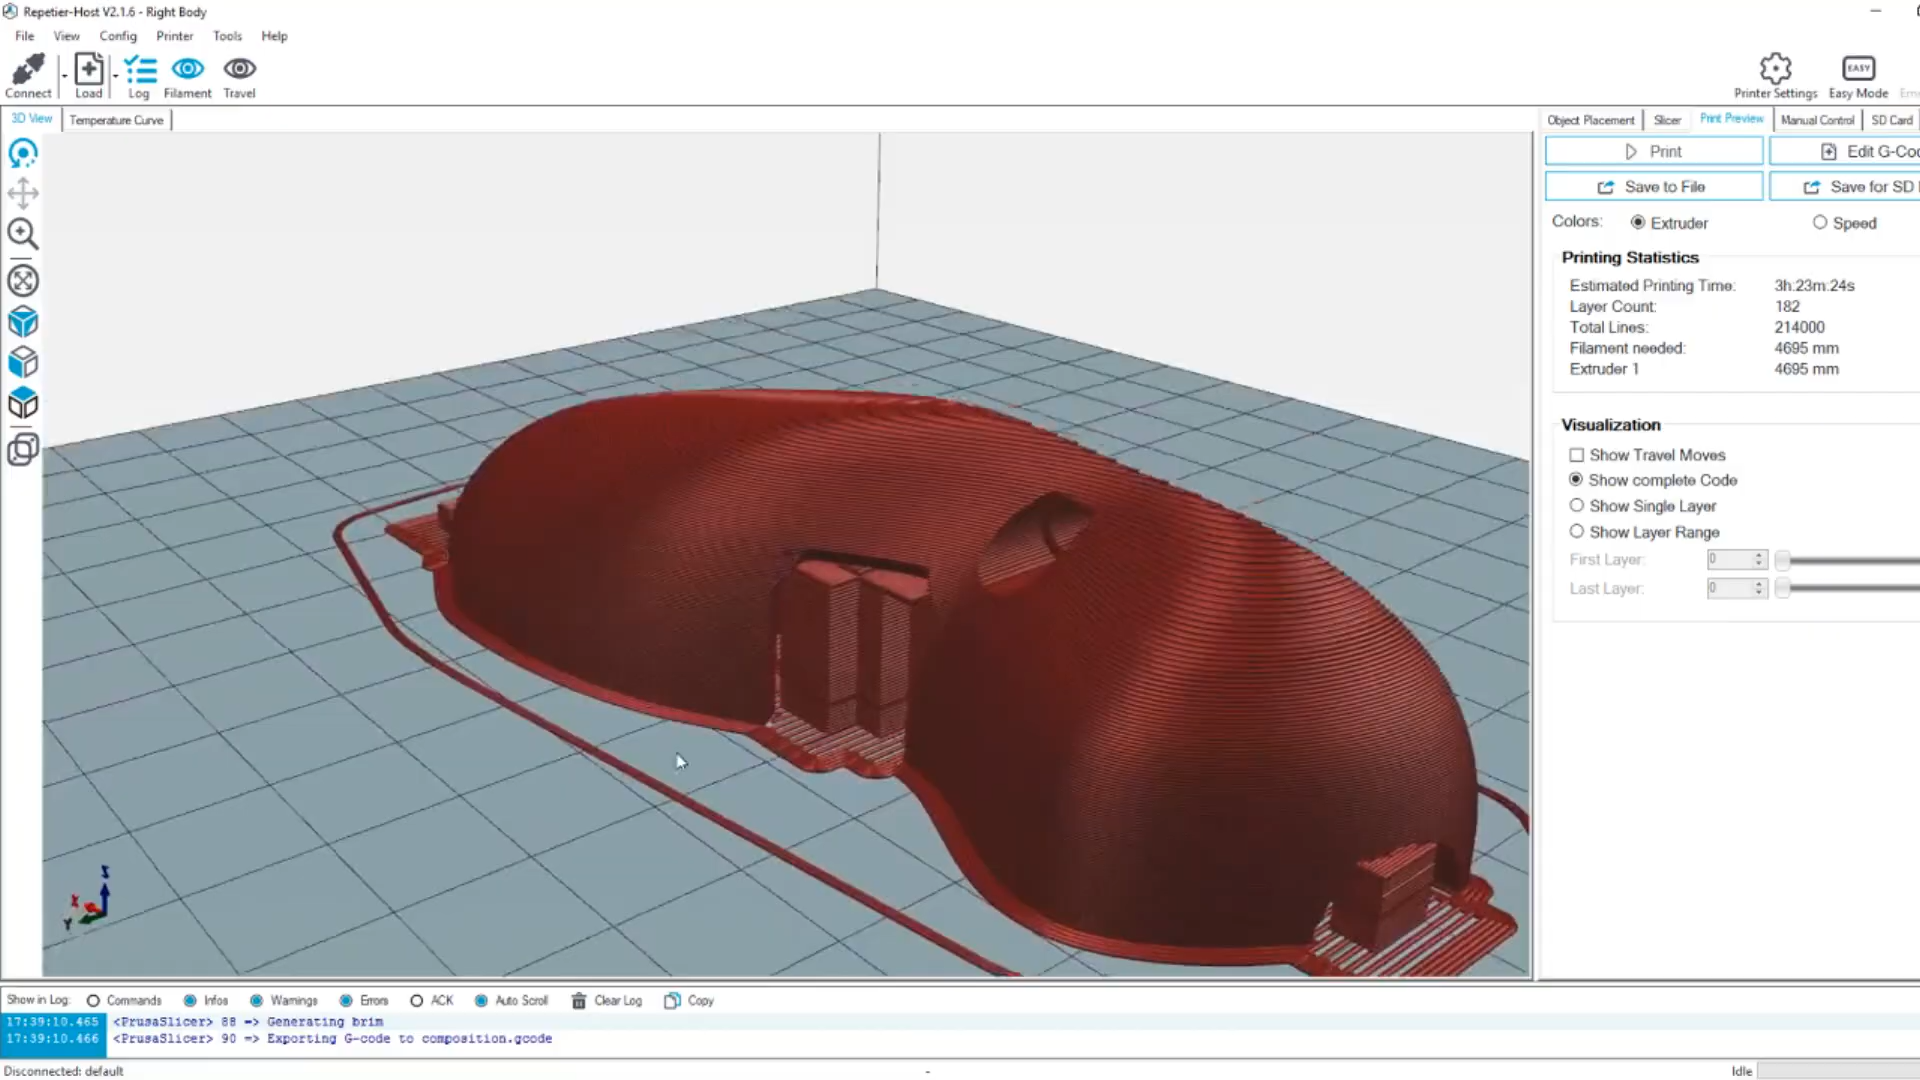 Repetier-Host V2.1.6 - Right Body
File View Config Printer Tools Help
Connect Load Log Filament Travel
Printer Settings EASY Easy Mode
3D View Temperature Curve
Object Placement Slicer Print Preview Manual Control SD Card
Print Edit G-Co
Save to File Save for SD
Colors: Extruder Speed
Printing Statistics
Estimated Printing Time: 3h:23m:24s
Layer Count: 182
Total Lines: 214000
Filament needed: 4695 mm
Extruder 1 4695 mm
Visualization
Show Travel Moves
Show complete Code
Show Single Layer
Show Layer Range
First Layer: 0
Last Layer: 0
Z
X
Y
Show in Log: Commands Infos Warnings Errors ACK Auto Scroll Clear Log Copy
17:39:10.465 <PrusaSlicer> 88 => Generating brim
17:39:10.466 <PrusaSlicer> 90 => Exporting G-code to composition.gcode
Disconnected: default - Idle